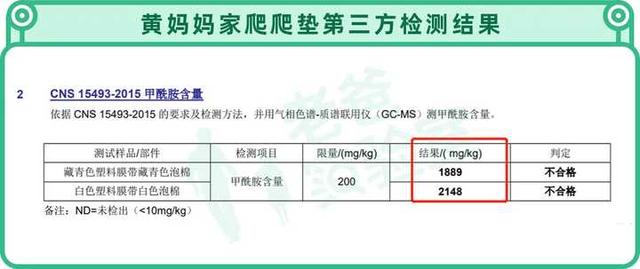 黄妈妈家爬爬垫第三方检测结果
2 CNS 15493-2015 甲酰胺含量
依据 CNS 15493-2015 的要求及检测方法，并用气相色谱-质谱联用仪（GC-MS）测甲酰胺含量。
测试样品/部件 检测项目 限量/(mg/kg) 结果/( mg/kg) 判定
藏青色塑料膜带藏青色泡棉 甲酰胺含量 200 1889 不合格
白色塑料膜带白色泡棉 2148 不合格
备注：ND=未检出（<10mg/kg）
老爸